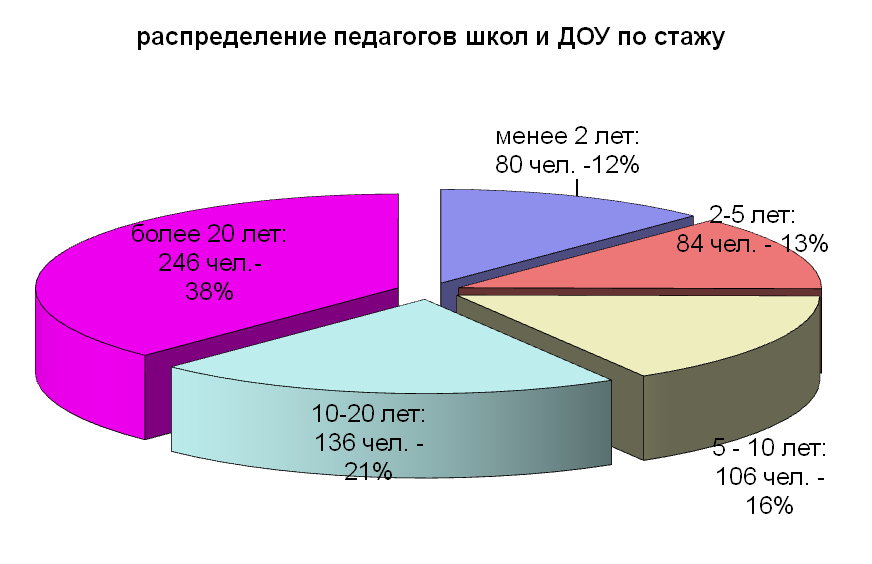 распределение педагогов школ и ДОУ по стажу
менее 2 лет:
80 чел. -12%
2-5 лет:
84 чел. - 13%
более 20 лет:
246 чел.-
38%
10-20 лет:
136 чел. -
21%
5 - 10 лет:
106 чел. -
16%